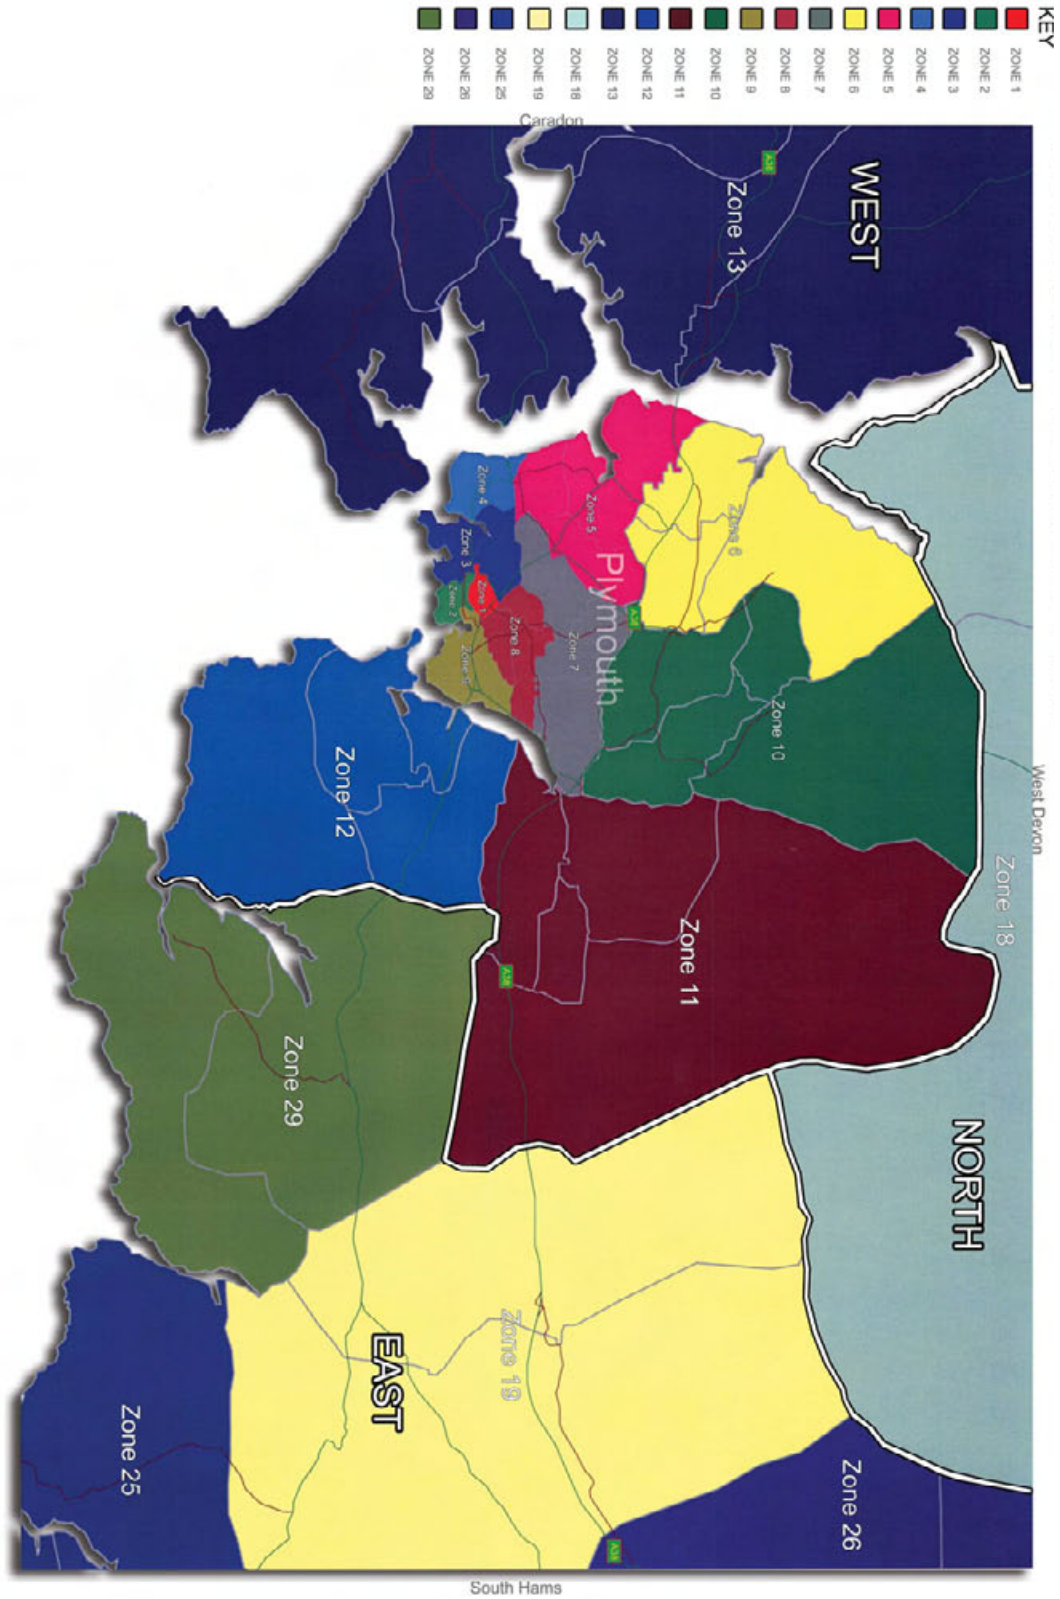 KEY
ZONE 1
ZONE 2
ZONE 3
ZONE 4
ZONE 5
ZONE 6
ZONE 7
ZONE 8
ZONE 9
ZONE 10
ZONE 11
ZONE 12
ZONE 13
ZONE 18
ZONE 19
ZONE 25
ZONE 26
ZONE 29
Caradon
West Devon
South Hams
WEST
NORTH
EAST
Plymouth
A38
Zone 13
Zone 6
Zone 5
Zone 4
Zone 3
Zone 2
Zone 1
Zone 8
Zone 9
Zone 7
A38
Zone 10
Zone 18
Zone 12
Zone 11
A38
Zone 29
Zone 19
Zone 25
Zone 26
A38